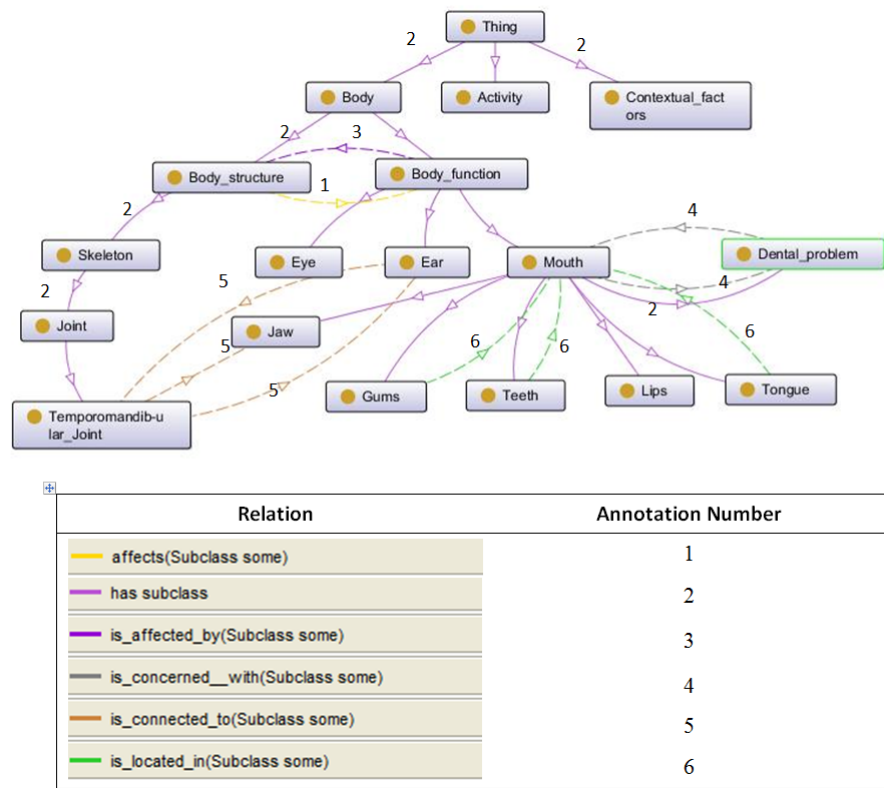 Thing
2
2
Body
Activity
Contextual_fact
ors
2
3
Body_structure
Body_function
1
2
4
Skeleton
Eye
Ear
Mouth
Dental_problem
5
4
2
2
Joint
Jaw
6
6
6
5
5
Temporomandib-u
lar_Joint
Gums
Teeth
Lips
Tongue
Relation
Annotation Number
affects(Subclass some)
1
has subclass
2
is_affected_by(Subclass some)
3
is_concerned__with(Subclass some)
4
is_connected_to(Subclass some)
5
is_located_in(Subclass some)
6